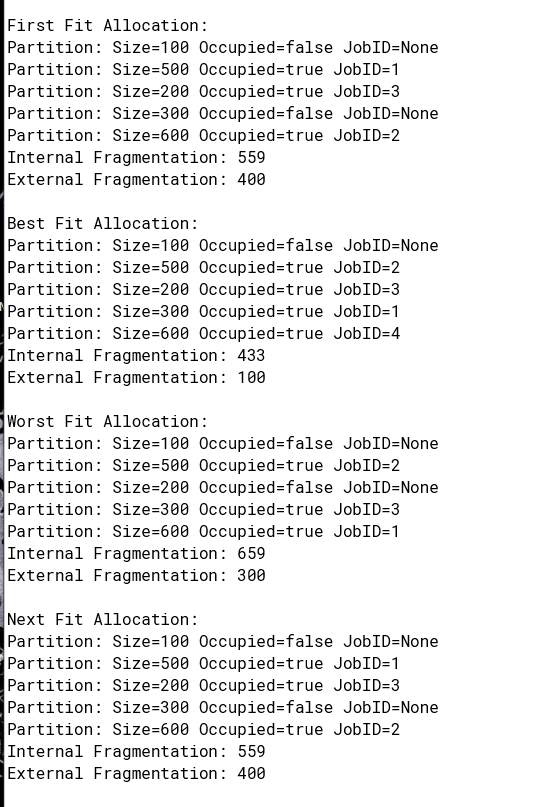 First Fit Allocation:
Partition: Size=100 Occupied=false JobID=None
Partition: Size=500 Occupied=true JobID=1
Partition: Size=200 Occupied=true JobID=3
Partition: Size=300 Occupied=false JobID=None
Partition: Size=600 Occupied=true JobID=2
Internal Fragmentation: 559
External Fragmentation: 400

Best Fit Allocation:
Partition: Size=100 Occupied=false JobID=None
Partition: Size=500 Occupied=true JobID=2
Partition: Size=200 Occupied=true JobID=3
Partition: Size=300 Occupied=true JobID=1
Partition: Size=600 Occupied=true JobID=4
Internal Fragmentation: 433
External Fragmentation: 100

Worst Fit Allocation:
Partition: Size=100 Occupied=false JobID=None
Partition: Size=500 Occupied=true JobID=2
Partition: Size=200 Occupied=false JobID=None
Partition: Size=300 Occupied=true JobID=3
Partition: Size=600 Occupied=true JobID=1
Internal Fragmentation: 659
External Fragmentation: 300

Next Fit Allocation:
Partition: Size=100 Occupied=false JobID=None
Partition: Size=500 Occupied=true JobID=1
Partition: Size=200 Occupied=true JobID=3
Partition: Size=300 Occupied=false JobID=None
Partition: Size=600 Occupied=true JobID=2
Internal Fragmentation: 559
External Fragmentation: 400